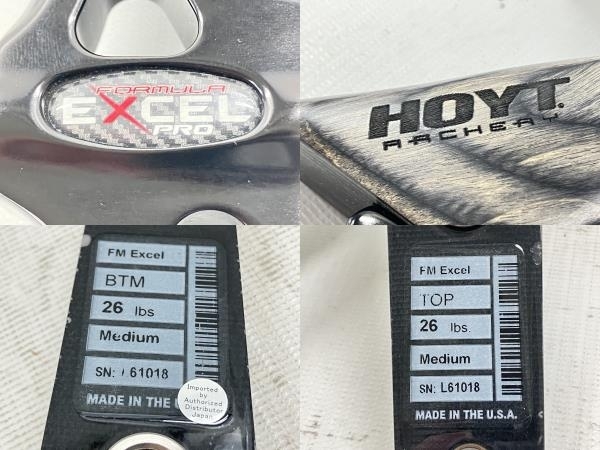 FORMULA
EXCEL
PRO
HOYT
ARCHERY
FM Excel
BTM
26 lbs
Medium
SN: L61018
MADE IN THE U
Imported
by
Authorized
Distributor
Japan
FM Excel
TOP
26 lbs.
Medium
SN: L61018
MADE IN THE U.S.A.